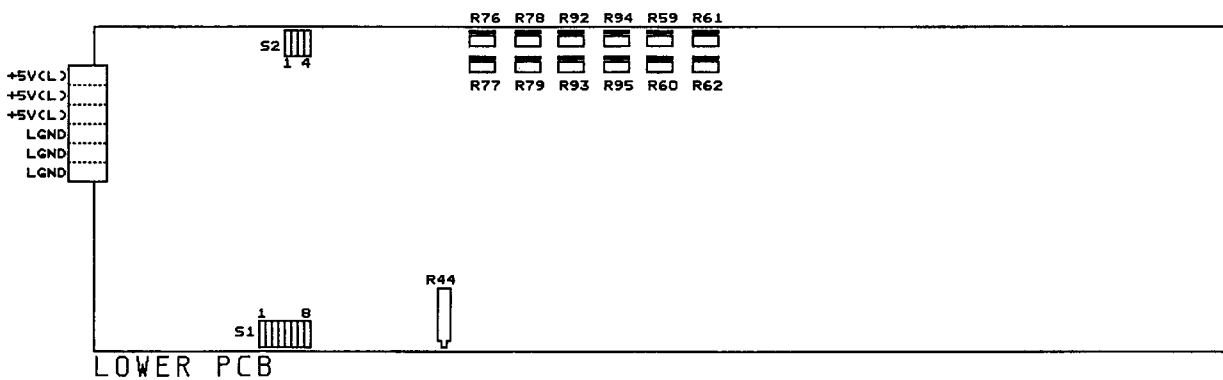 R76 R78 R92 R94 R59 R61
S2
1 4
R77 R79 R93 R95 R60 R62
+5V(L)
+5V(L)
+5V(L)
LGND
LGND
LGND
R44
1 8
S1
LOWER PCB